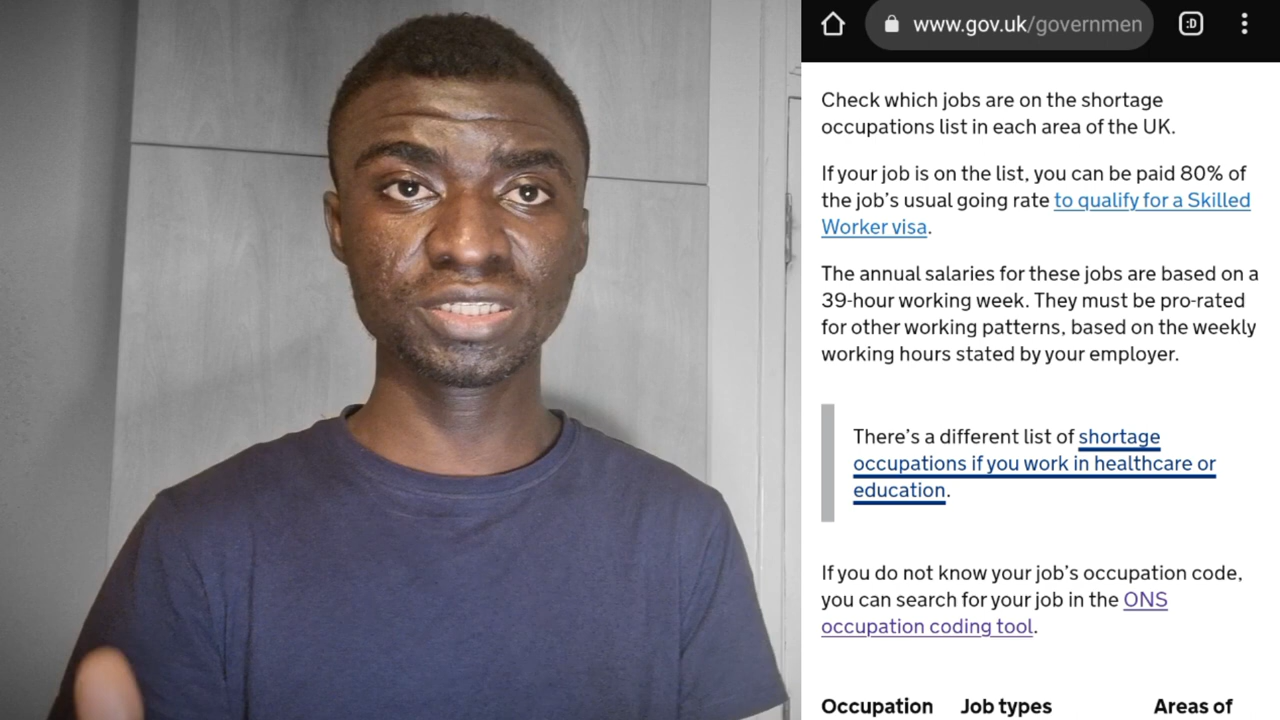 www.gov.uk/governmen
:D
Check which jobs are on the shortage
occupations list in each area of the UK.
If your job is on the list, you can be paid 80% of
the job’s usual going rate to qualify for a Skilled
Worker visa.
The annual salaries for these jobs are based on a
39-hour working week. They must be pro-rated
for other working patterns, based on the weekly
working hours stated by your employer.
There’s a different list of shortage
occupations if you work in healthcare or
education.
If you do not know your job’s occupation code,
you can search for your job in the ONS
occupation coding tool.
Occupation Job types Areas of